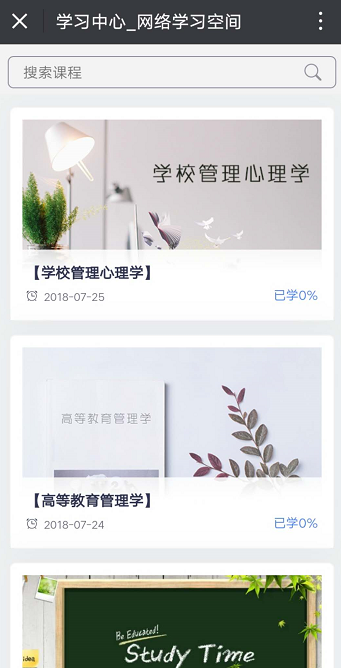 学习中心_网络学习空间
搜索课程
学校管理心理学
【学校管理心理学】
2018-07-25
已学0%
高等教育管理学
【高等教育管理学】
2018-07-24
已学0%
idea
Be Educated!
Study Time